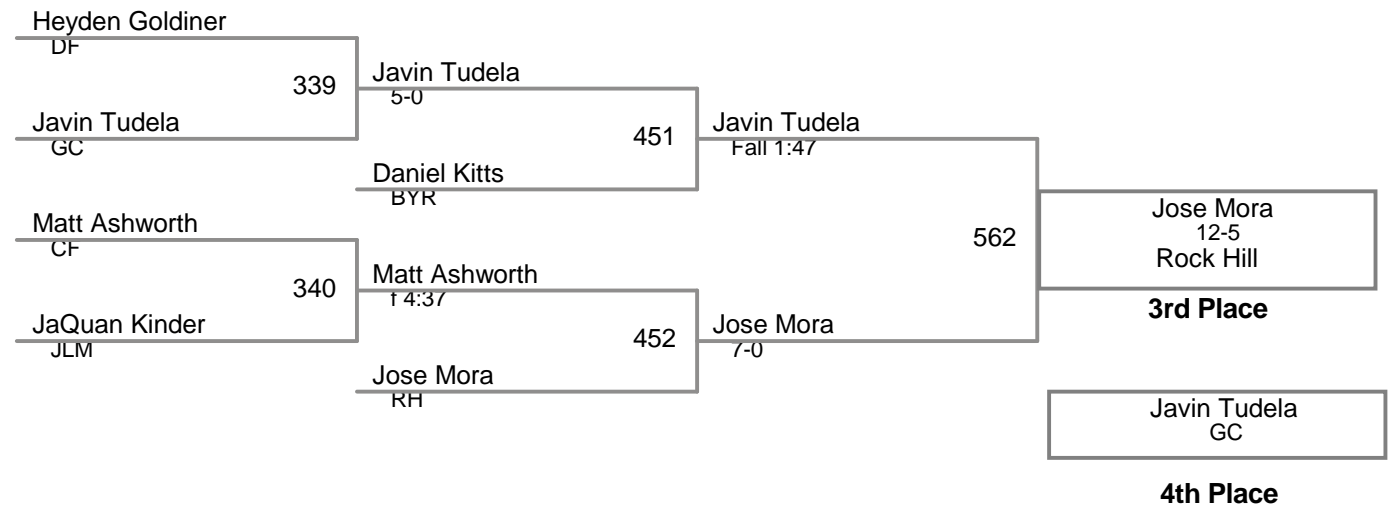 Heyden Goldiner
DF
339
Javin Tudela
5-0
Javin Tudela
GC
451
Javin Tudela
Fall 1:47
Daniel Kitts
BYR
Matt Ashworth
CF
562
Jose Mora
12-5
Rock Hill
3rd Place
340
Matt Ashworth
f 4:37
JaQuan Kinder
JLM
452
Jose Mora
7-0
Jose Mora
RH
Javin Tudela
GC
4th Place